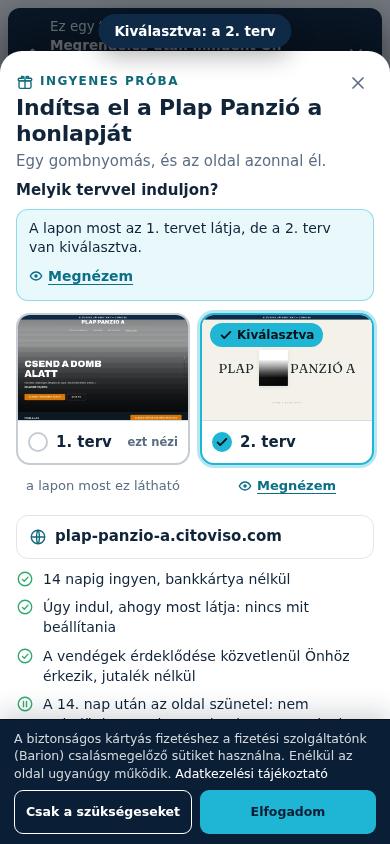 Ez egy
Kiválasztva: a 2. terv
INGYENES PRÓBA
Indítsa el a Plap Panzió a
honlapját
Egy gombnyomás, és az oldal azonnal él.
Melyik tervvel induljon?
A lapon most az 1. tervet látja, de a 2. terv
van kiválasztva.
Megnézem
PLAP PANZIÓ A
CSEND A DOMB
ALATT
Kiválasztva
PLAP PANZIÓ A
1. terv ezt nézi
2. terv
a lapon most ez látható
Megnézem
plap-panzio-a.citoviso.com
14 napig ingyen, bankkártya nélkül
Úgy indul, ahogy most látja: nincs mit
beállítania
A vendégek érdeklődése közvetlenül Önhöz
érkezik, jutalék nélkül
A 14. nap után az oldal szünetel: nem
A biztonságos kártyás fizetéshez a fizetési szolgáltatónk
(Barion) csalásmegelőző sütiket használna. Enélkül az
oldal ugyanúgy működik. Adatkezelési tájékoztató
Csak a szükségeseket
Elfogadom